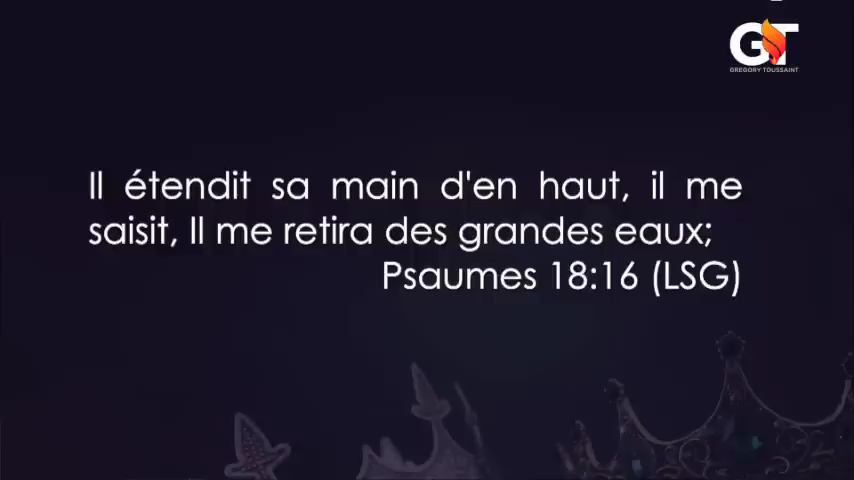 GT
GREGORY TOUSSAINT
Il étendit sa main d'en haut, il me
saisit, Il me retira des grandes eaux;
Psaumes 18:16 (LSG)